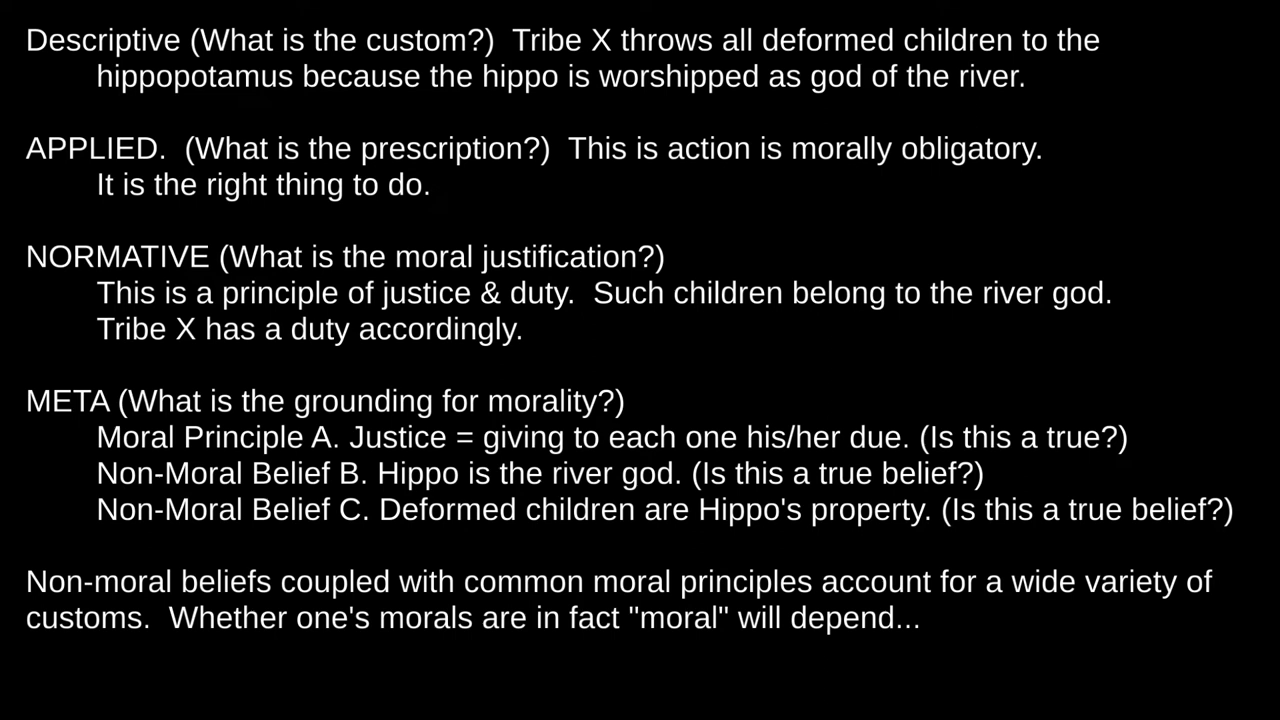 Descriptive (What is the custom?)  Tribe X throws all deformed children to the
hippopotamus because the hippo is worshipped as god of the river.
APPLIED.  (What is the prescription?)  This is action is morally obligatory.
It is the right thing to do.
NORMATIVE (What is the moral justification?)
This is a principle of justice & duty.  Such children belong to the river god.
Tribe X has a duty accordingly.
META (What is the grounding for morality?)
Moral Principle A. Justice = giving to each one his/her due. (Is this a true?)
Non-Moral Belief B. Hippo is the river god. (Is this a true belief?)
Non-Moral Belief C. Deformed children are Hippo's property. (Is this a true belief?)
Non-moral beliefs coupled with common moral principles account for a wide variety of
customs.  Whether one's morals are in fact "moral" will depend...